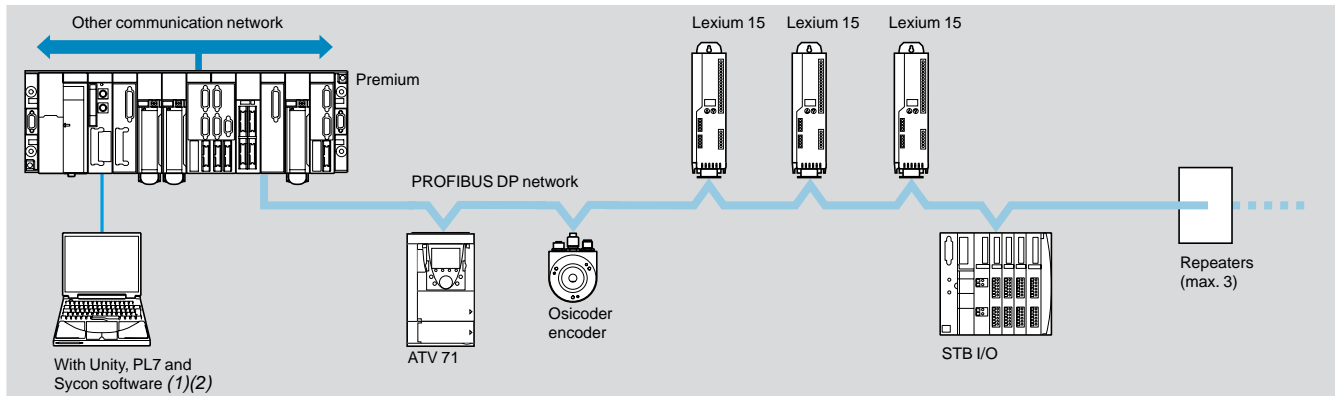 Other communication network
Lexium 15
Lexium 15
Lexium 15
Premium
PROFIBUS DP network
Repeaters
(max. 3)
Osicoder
encoder
ATV 71
STB I/O
With Unity, PL7 and
Sycon software (1)(2)